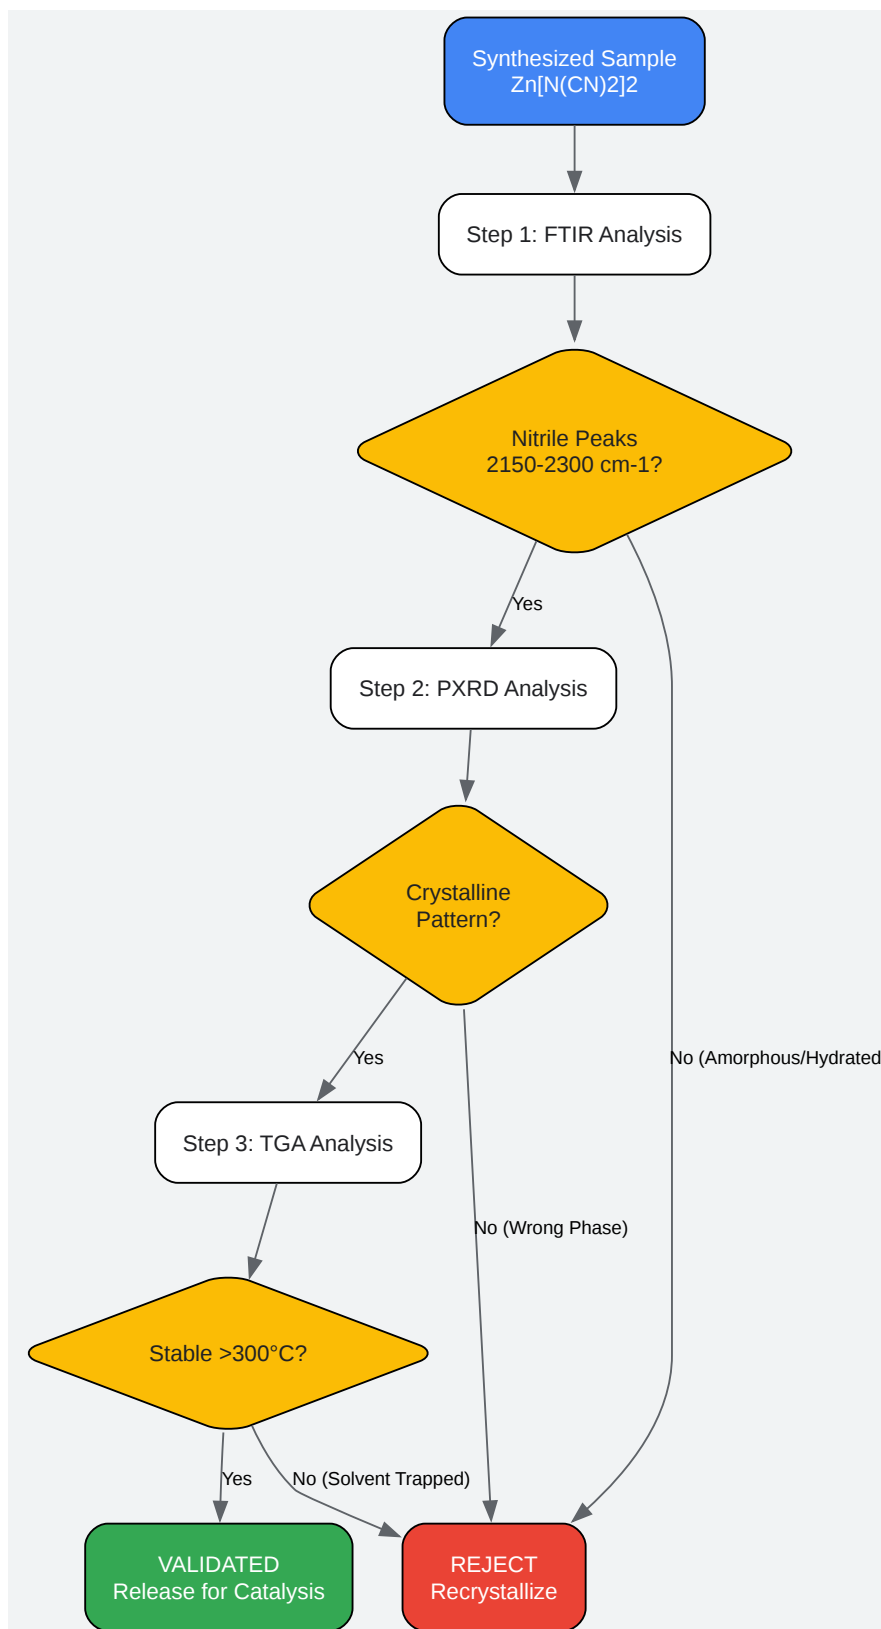 Synthesized Sample
Zn[N(CN)2]2
Step 1: FTIR Analysis
Nitrile Peaks
2150-2300 cm-1?
Yes
Step 2: PXRD Analysis
Crystalline
Pattern?
Yes
No (Amorphous/Hydrated
Step 3: TGA Analysis
No (Wrong Phase)
Stable >300°C?
Yes
No (Solvent Trapped)
VALIDATED
Release for Catalysis
REJECT
Recrystallize